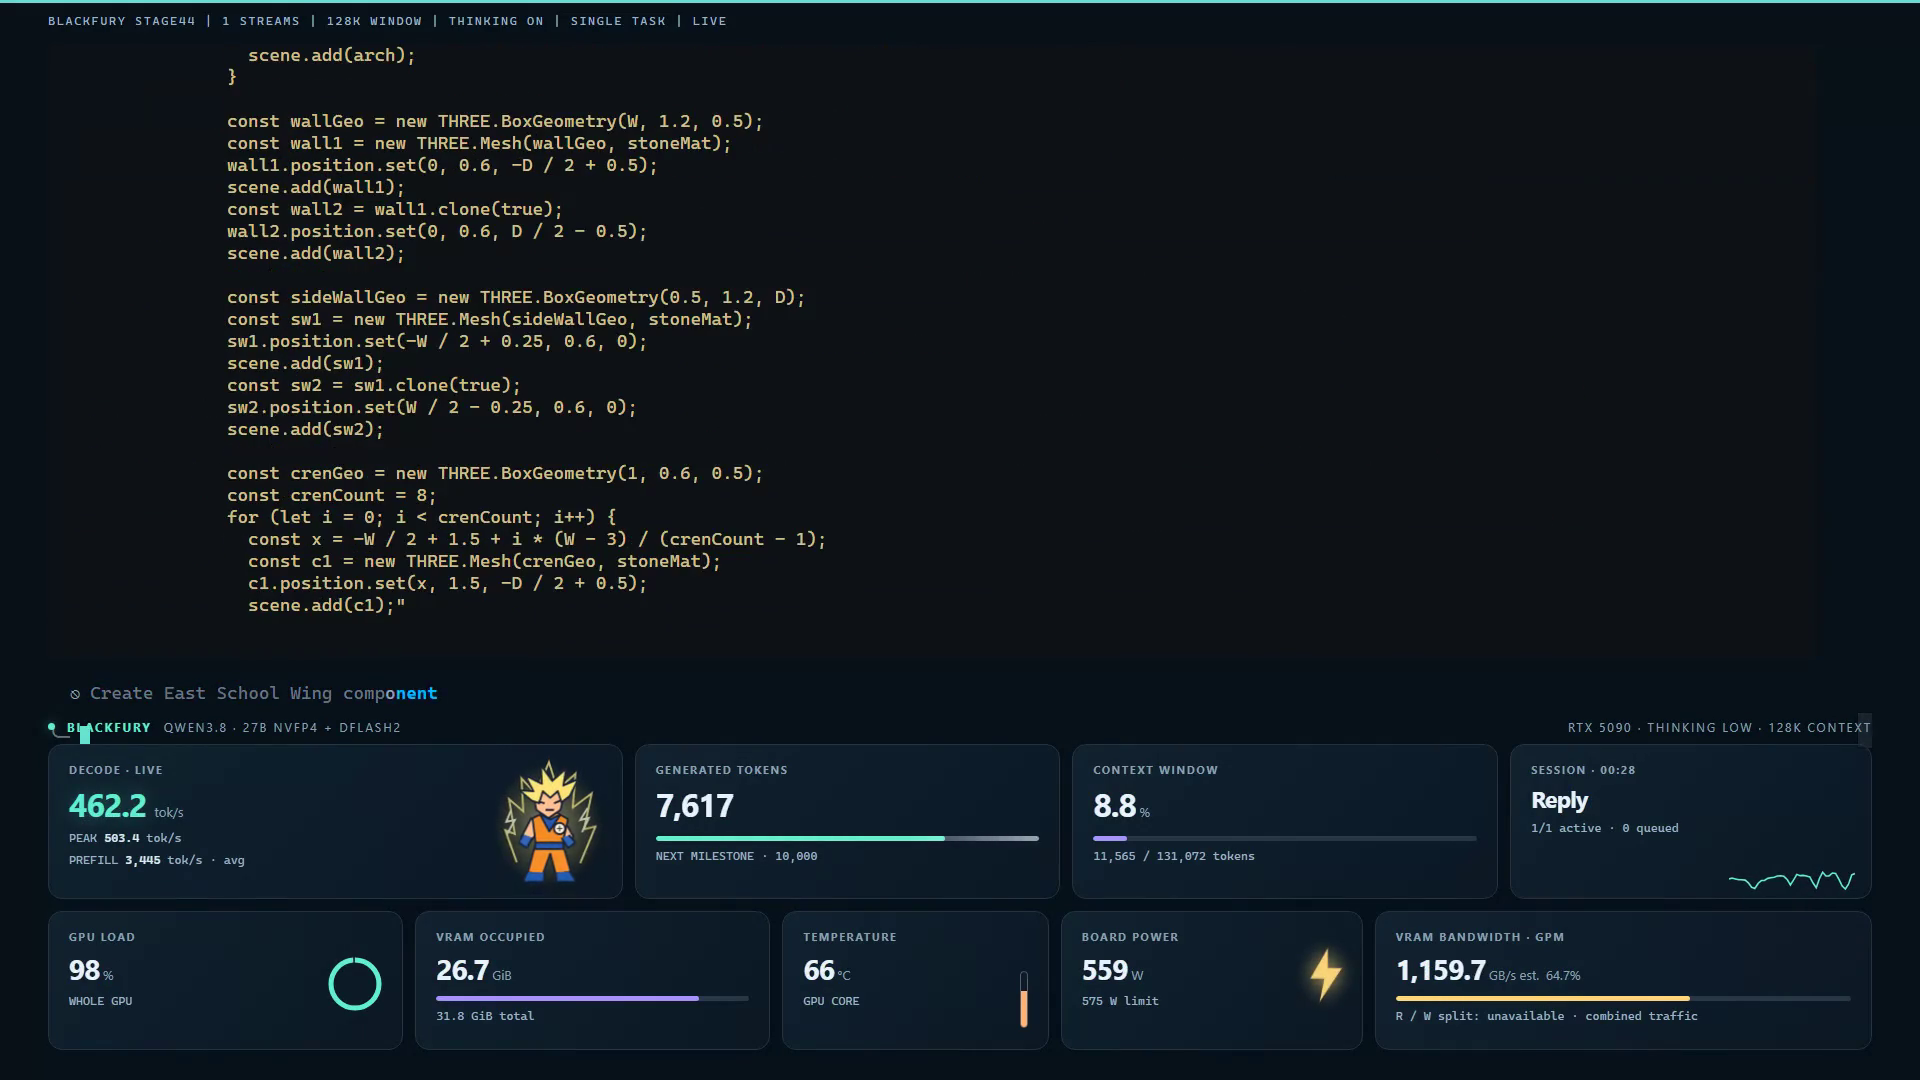 BLACKFURY STAGE44 | 1 STREAMS | 128K WINDOW | THINKING ON | SINGLE TASK | LIVE
scene.add(arch);
}
const wallGeo = new THREE.BoxGeometry(W, 1.2, 0.5);
const wall1 = new THREE.Mesh(wallGeo, stoneMat);
wall1.position.set(0, 0.6, -D / 2 + 0.5);
scene.add(wall1);
const wall2 = wall1.clone(true);
wall2.position.set(0, 0.6, D / 2 - 0.5);
scene.add(wall2);
const sideWallGeo = new THREE.BoxGeometry(0.5, 1.2, D);
const sw1 = new THREE.Mesh(sideWallGeo, stoneMat);
sw1.position.set(-W / 2 + 0.25, 0.6, 0);
scene.add(sw1);
const sw2 = sw1.clone(true);
sw2.position.set(W / 2 - 0.25, 0.6, 0);
scene.add(sw2);
const crenGeo = new THREE.BoxGeometry(1, 0.6, 0.5);
const crenCount = 8;
for (let i = 0; i < crenCount; i++) {
const x = -W / 2 + 1.5 + i * (W - 3) / (crenCount - 1);
const c1 = new THREE.Mesh(crenGeo, stoneMat);
c1.position.set(x, 1.5, -D / 2 + 0.5);
scene.add(c1);"
Create East School Wing component
BLACKFURY QWEN3.8 · 27B NVFP4 + DFLASH2
RTX 5090 · THINKING LOW · 128K CONTEXT
DECODE · LIVE
462.2 tok/s
PEAK 503.4 tok/s
PREFILL 3,445 tok/s · avg
GENERATED TOKENS
7,617
NEXT MILESTONE · 10,000
CONTEXT WINDOW
8.8 %
11,565 / 131,072 tokens
SESSION · 00:28
Reply
1/1 active · 0 queued
GPU LOAD
98 %
WHOLE GPU
VRAM OCCUPIED
26.7 GiB
31.8 GiB total
TEMPERATURE
66 °C
GPU CORE
BOARD POWER
559 W
575 W limit
VRAM BANDWIDTH · GPM
1,159.7 GB/s est. 64.7%
R / W split: unavailable · combined traffic